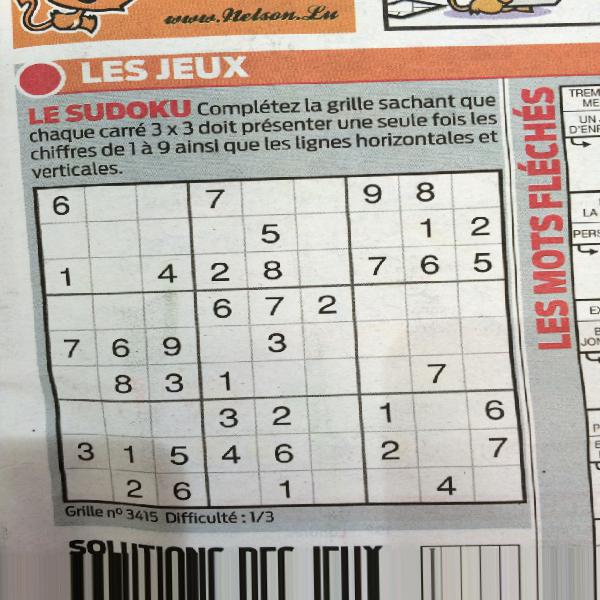 www.Nelson.Lu
LES JEUX
LE SUDOKU Complétez la grille sachant que
chaque carré 3 x 3 doit présenter une seule fois les
chiffres de 1 à 9 ainsi que les lignes horizontales et
verticales.
6 7 9 8
5 1 2
1 4 2 8 7 6 5
6 7 2
7 6 9 3
8 3 1 7
3 2 1 6
3 1 5 4 6 2 7
2 6 1 4
Grille nº 3415 Difficulté : 1/3
SOLUTIONS DES JEUX
LES MOTS FLÉCHÉS
TREM
ME
UN
D'EN
LA
PERS